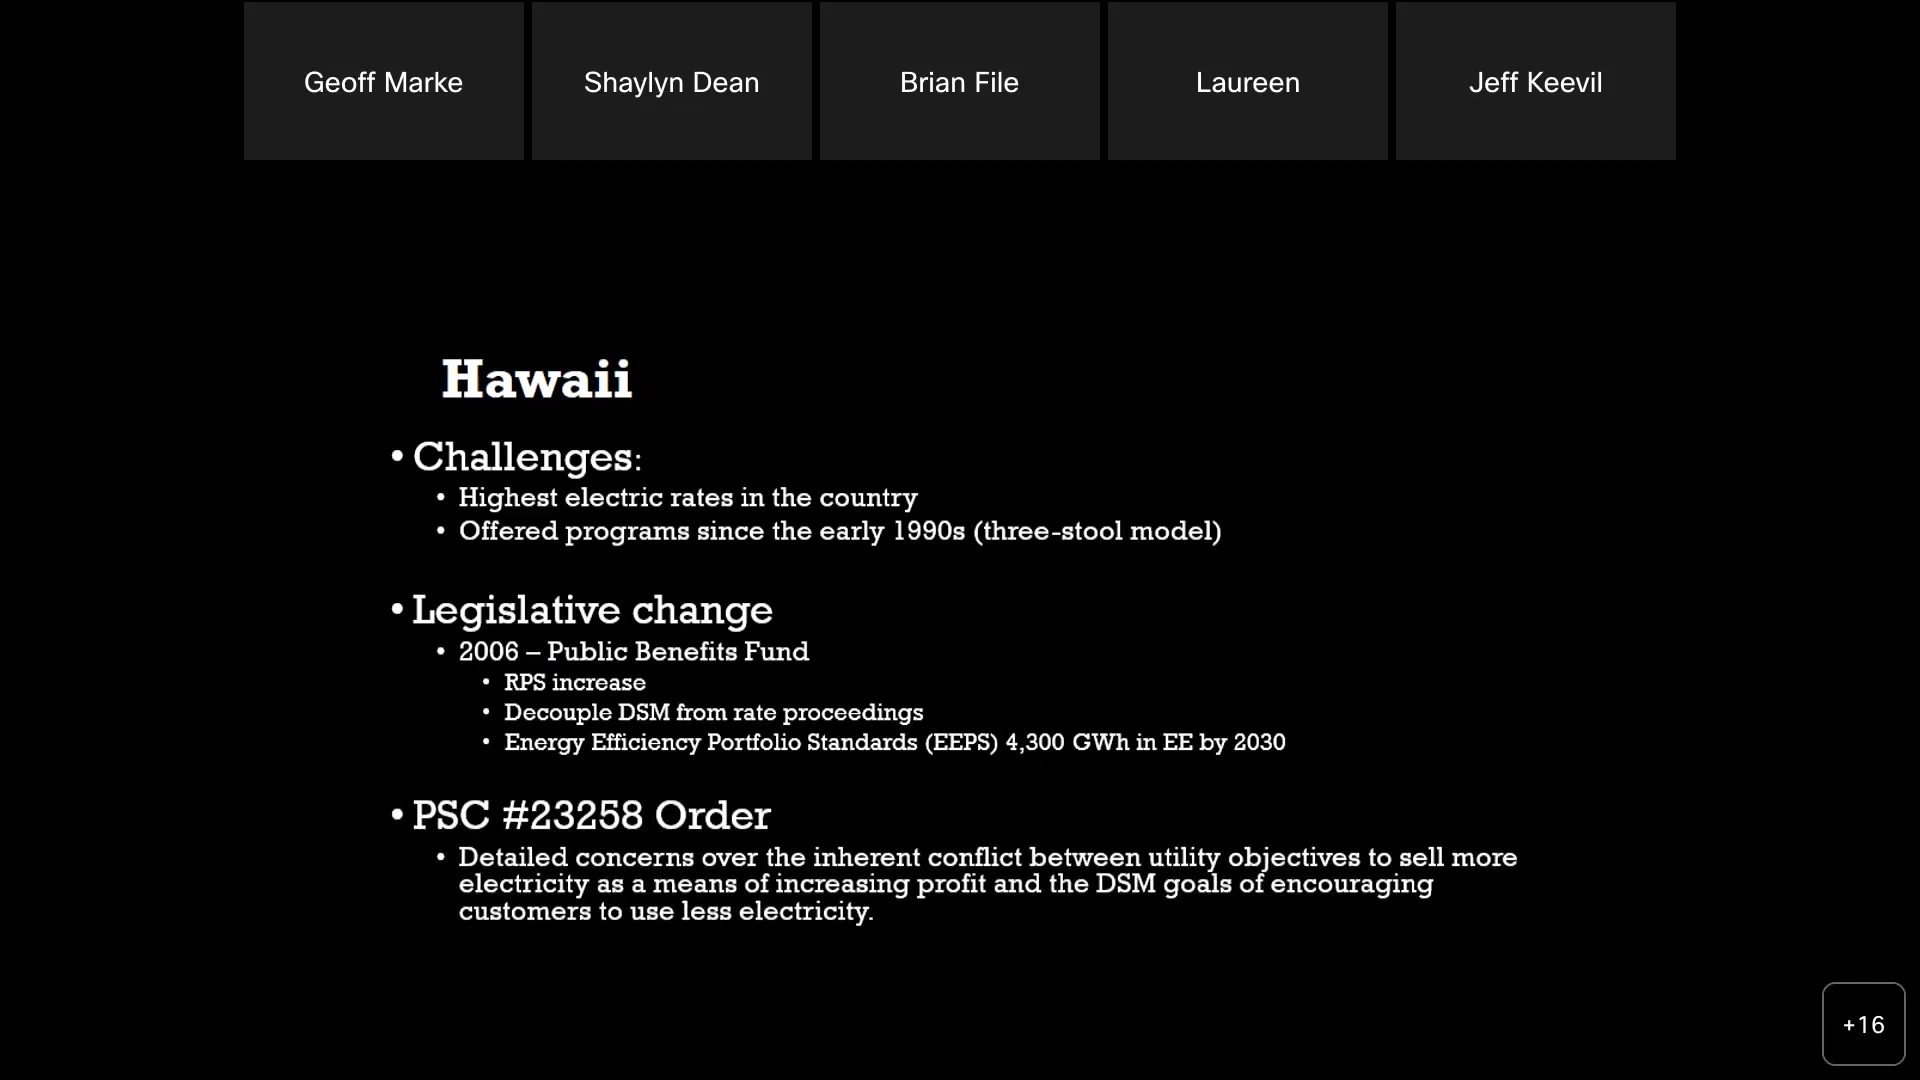 Geoff Marke
Shaylyn Dean
Brian File
Laureen
Jeff Keevil
Hawaii
• Challenges:
• Highest electric rates in the country
• Offered programs since the early 1990s (three-stool model)
• Legislative change
• 2006 – Public Benefits Fund
• RPS increase
• Decouple DSM from rate proceedings
• Energy Efficiency Portfolio Standards (EEPS) 4,300 GWh in EE by 2030
• PSC #23258 Order
• Detailed concerns over the inherent conflict between utility objectives to sell more
electricity as a means of increasing profit and the DSM goals of encouraging
customers to use less electricity.
+16